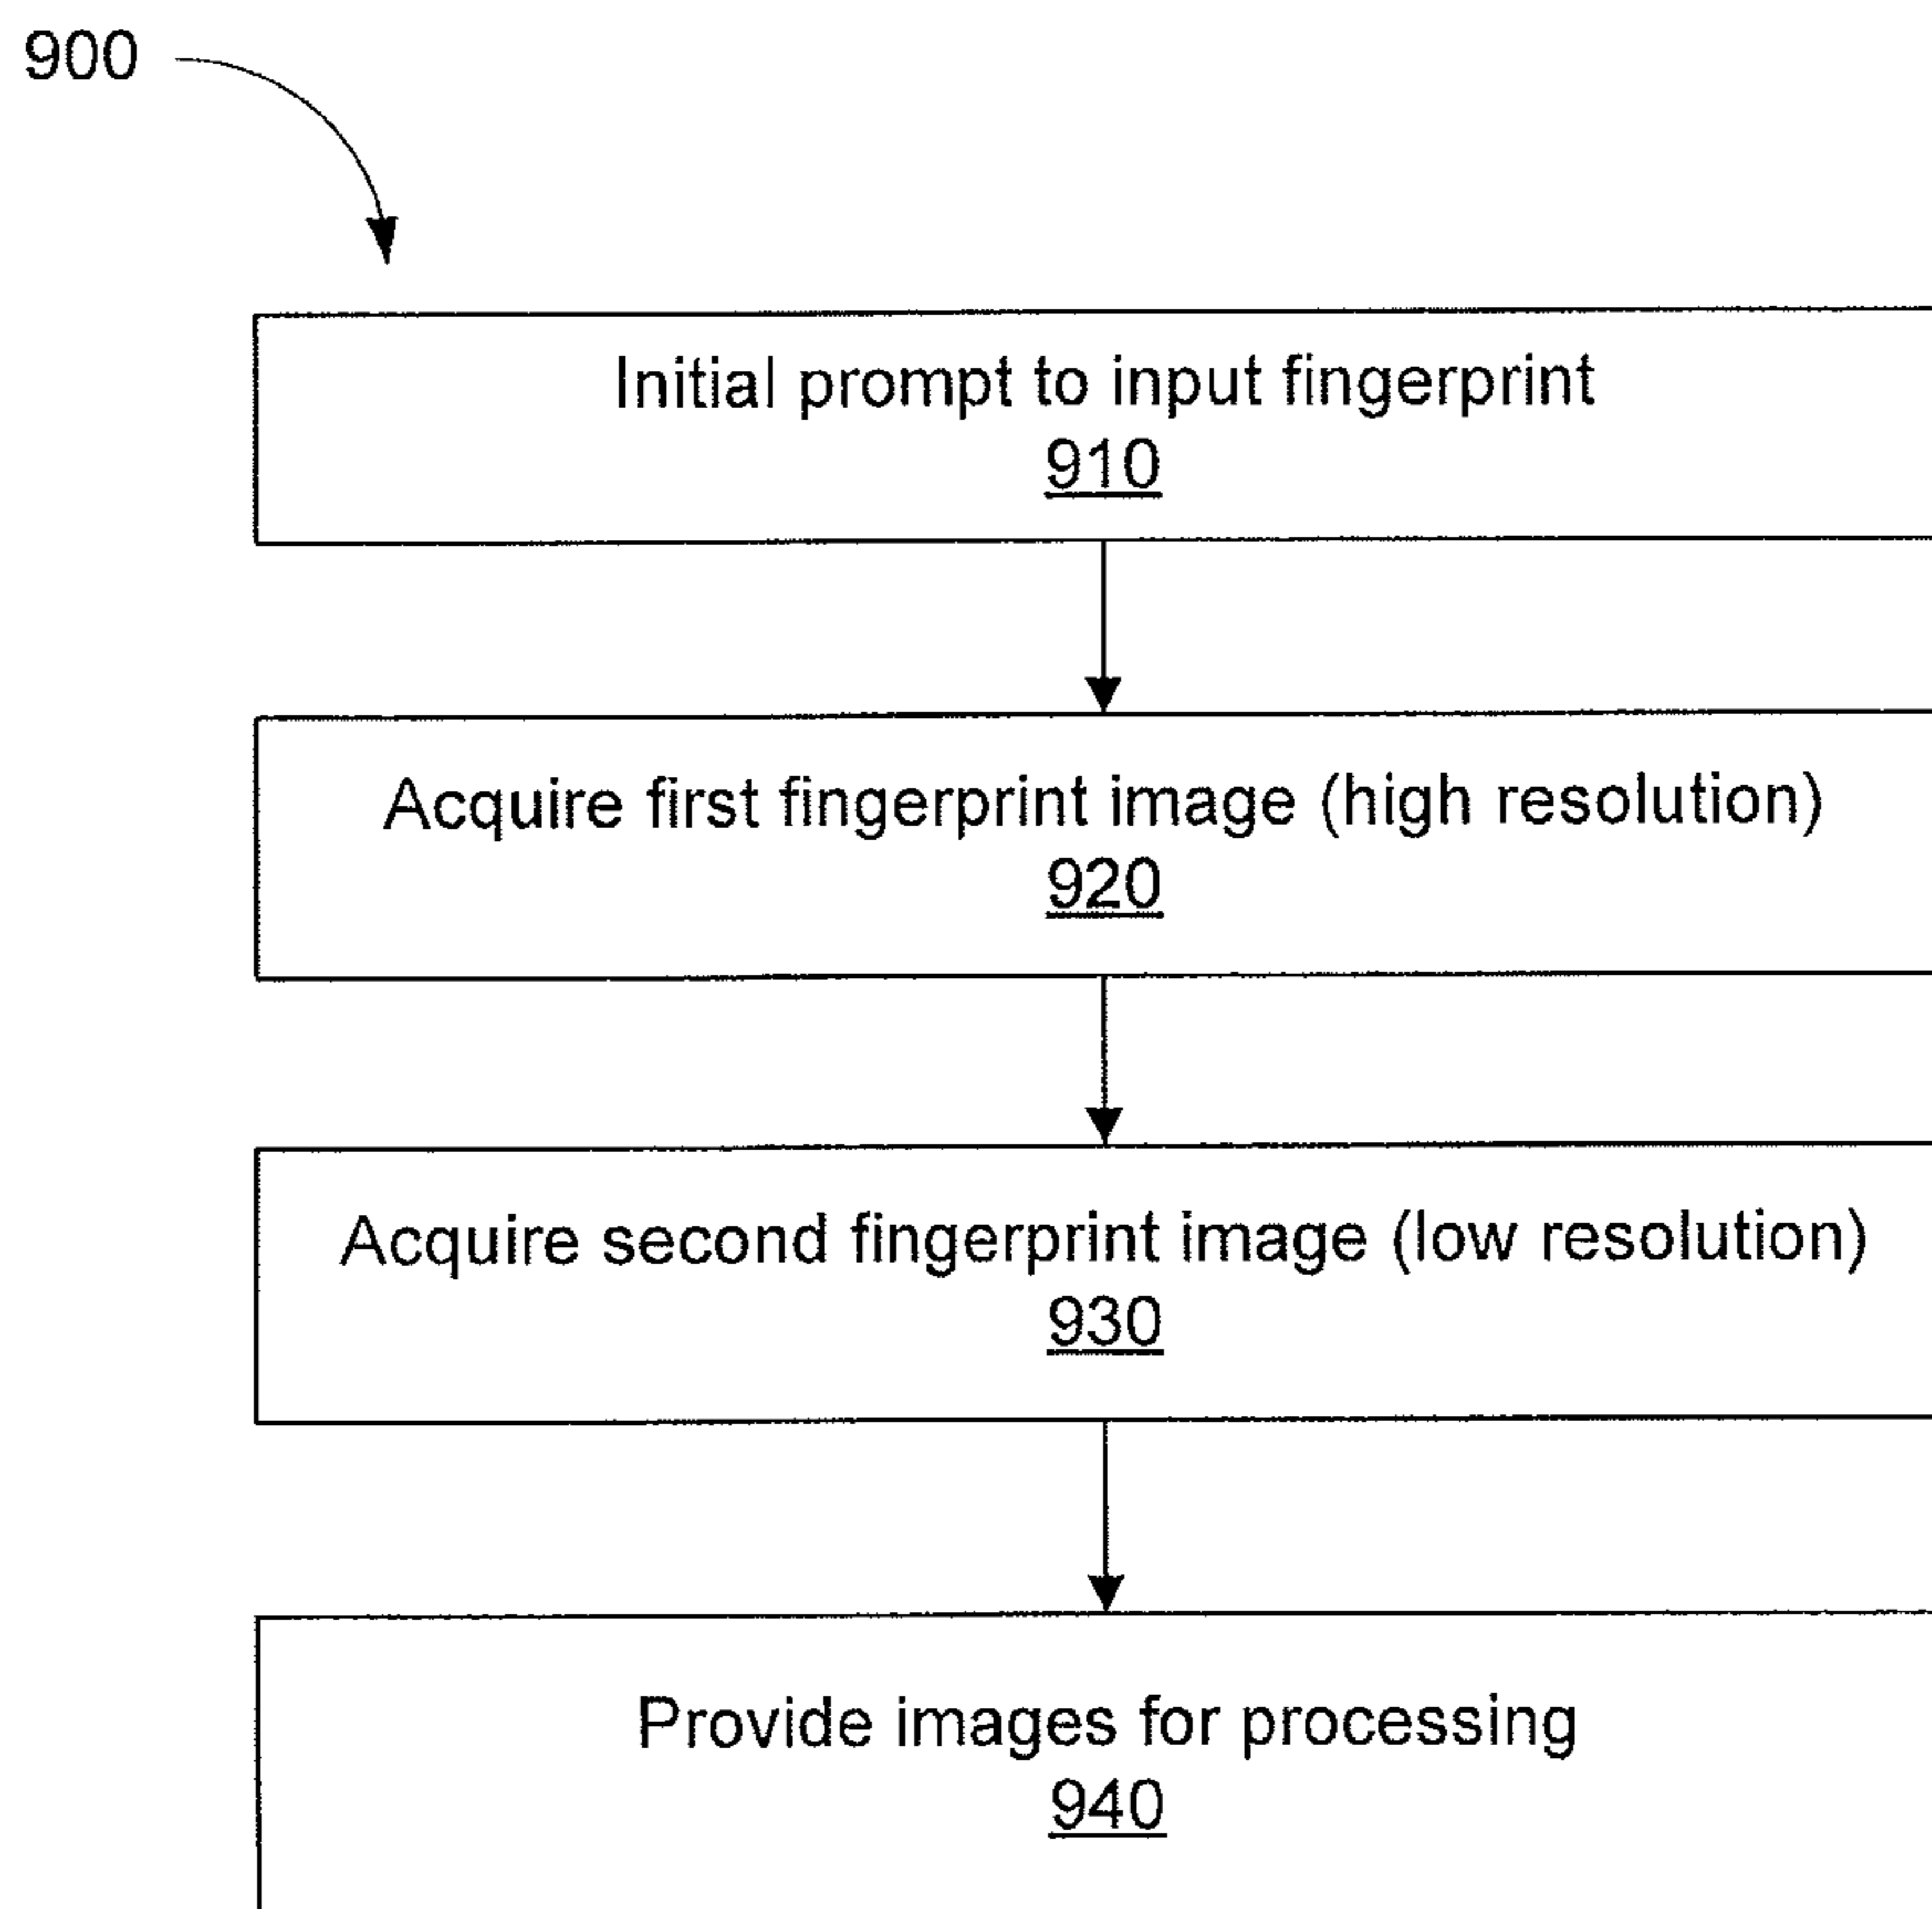 900
Initial prompt to input fingerprint
910
Acquire first fingerprint image (high resolution)
920
Acquire second fingerprint image (low resolution)
930
Provide images for processing
940